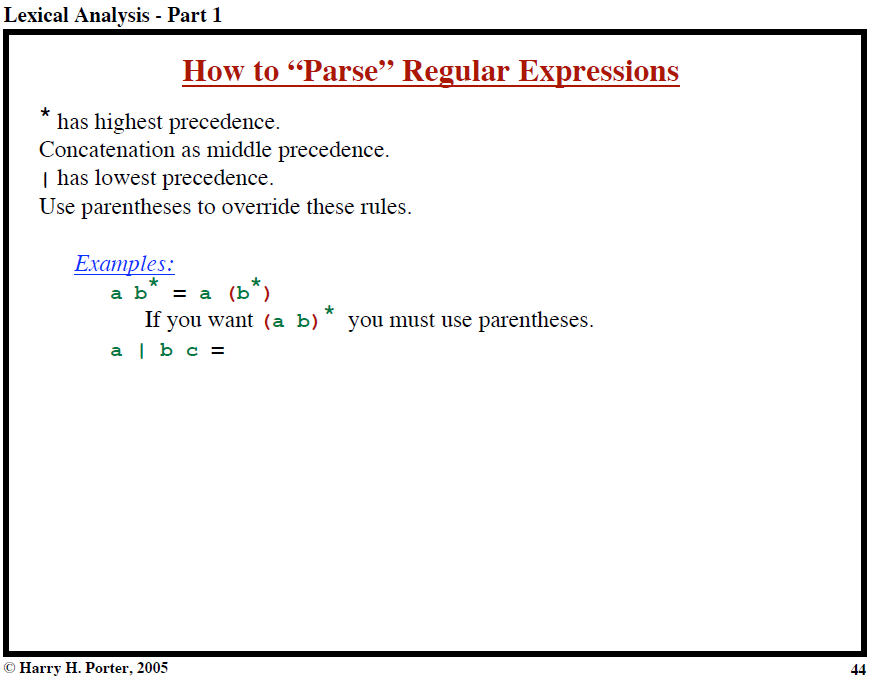 Lexical Analysis - Part 1
How to “Parse” Regular Expressions
* has highest precedence.
Concatenation as middle precedence.
| has lowest precedence.
Use parentheses to override these rules.
Examples:
a b* = a (b*)
If you want (a b)* you must use parentheses.
a | b c =
© Harry H. Porter, 2005
44